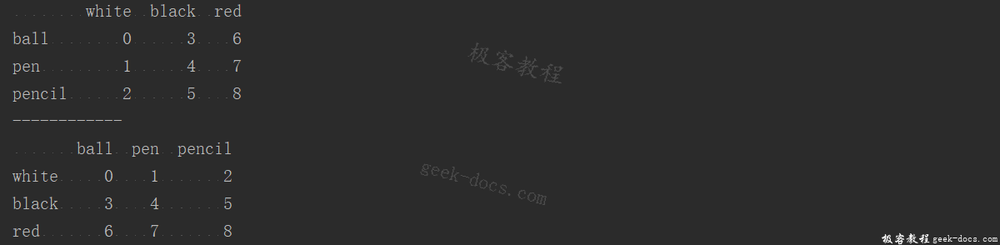 white black red
ball 0 3 6
pen 1 4 7
pencil 2 5 8
------------
ball pen pencil
white 0 1 2
black 3 4 5
red 6 7 8
极客教程
geek-docs.com
极客教程 geek-docs.com